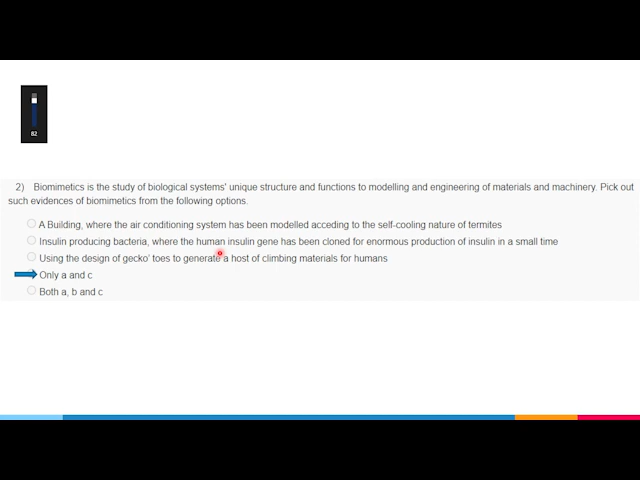 82
2) Biomimetics is the study of biological systems' unique structure and functions to modelling and engineering of materials and machinery. Pick out
such evidences of biomimetics from the following options.
A Building, where the air conditioning system has been modelled acceding to the self-cooling nature of termites
Insulin producing bacteria, where the human insulin gene has been cloned for enormous production of insulin in a small time
Using the design of gecko' toes to generate a host of climbing materials for humans
Only a and c
Both a, b and c